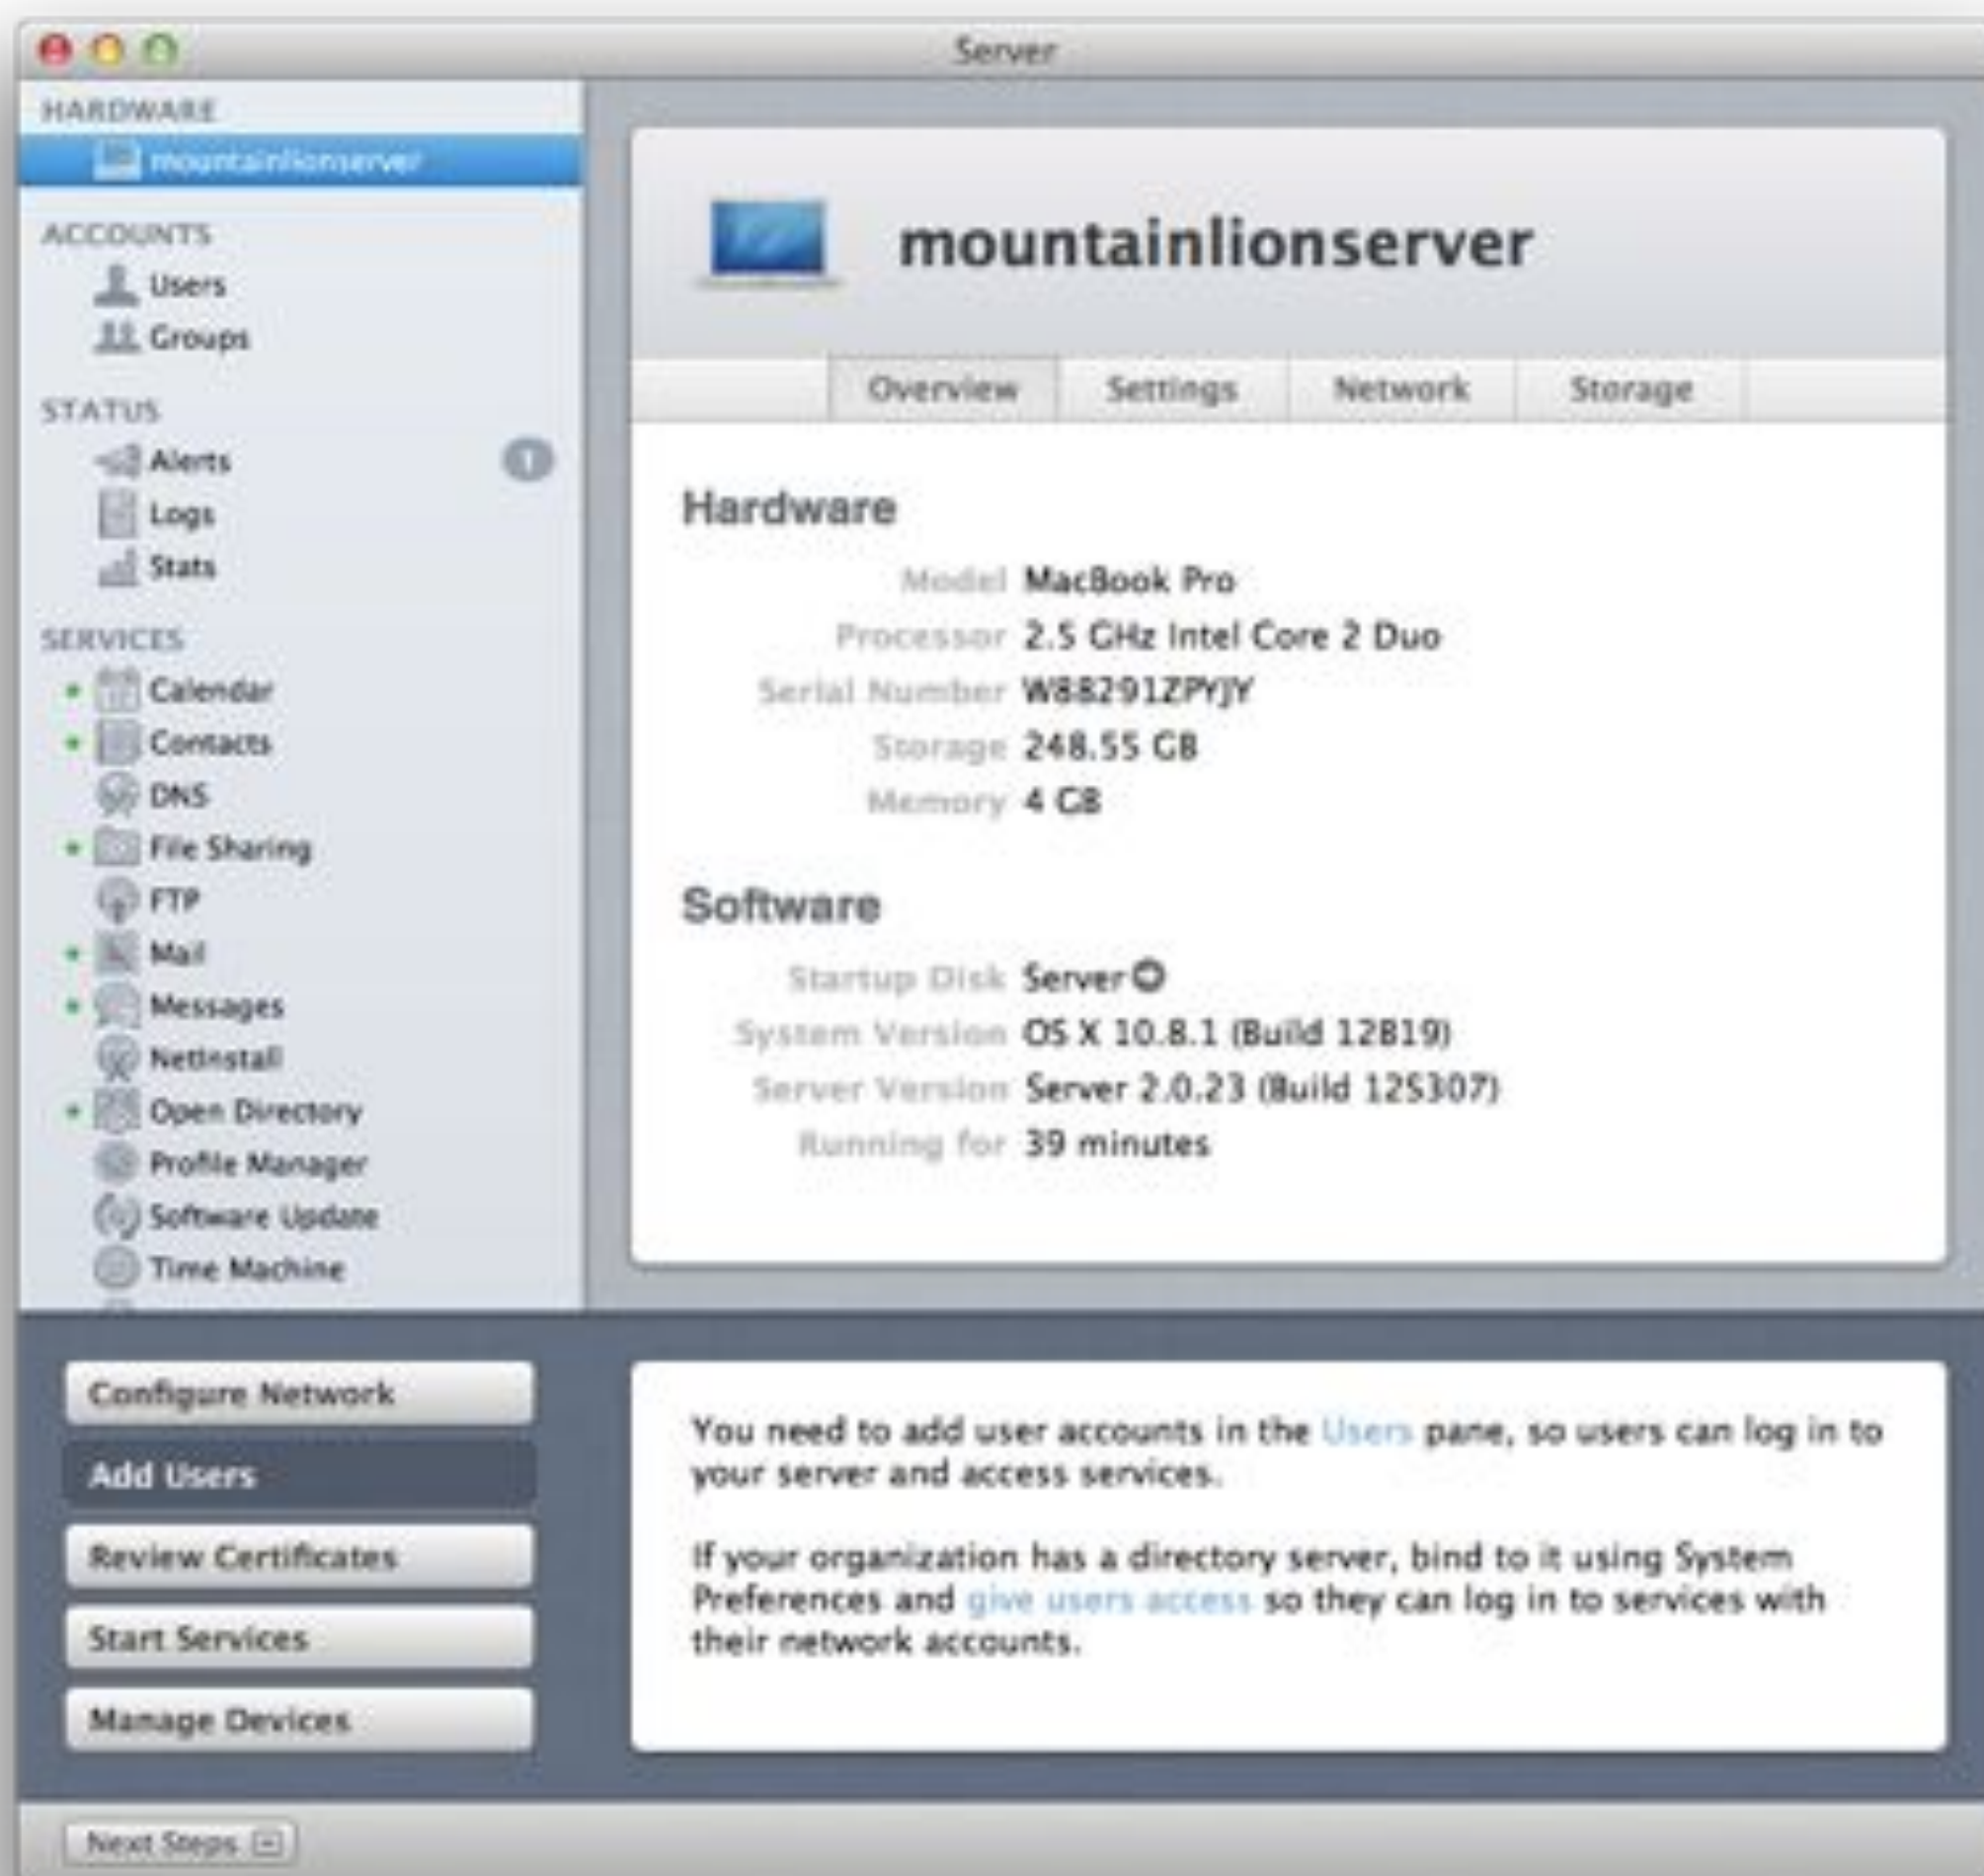 Server
HARDWARE
mountainlionserver
ACCOUNTS
Users
Groups
STATUS
Alerts 1
Logs
Stats
SERVICES
Calendar
Contacts
DNS
File Sharing
FTP
Mail
Messages
NetInstall
Open Directory
Profile Manager
Software Update
Time Machine
mountainlionserver
Overview Settings Network Storage
Hardware
Model MacBook Pro
Processor 2.5 GHz Intel Core 2 Duo
Serial Number W88291ZPYJY
Storage 248.55 GB
Memory 4 GB
Software
Startup Disk Server
System Version OS X 10.8.1 (Build 12B19)
Server Version Server 2.0.23 (Build 12S307)
Running for 39 minutes
Configure Network
Add Users
Review Certificates
Start Services
Manage Devices
You need to add user accounts in the Users pane, so users can log in to
your server and access services.
If your organization has a directory server, bind to it using System
Preferences and give users access so they can log in to services with
their network accounts.
Next Steps